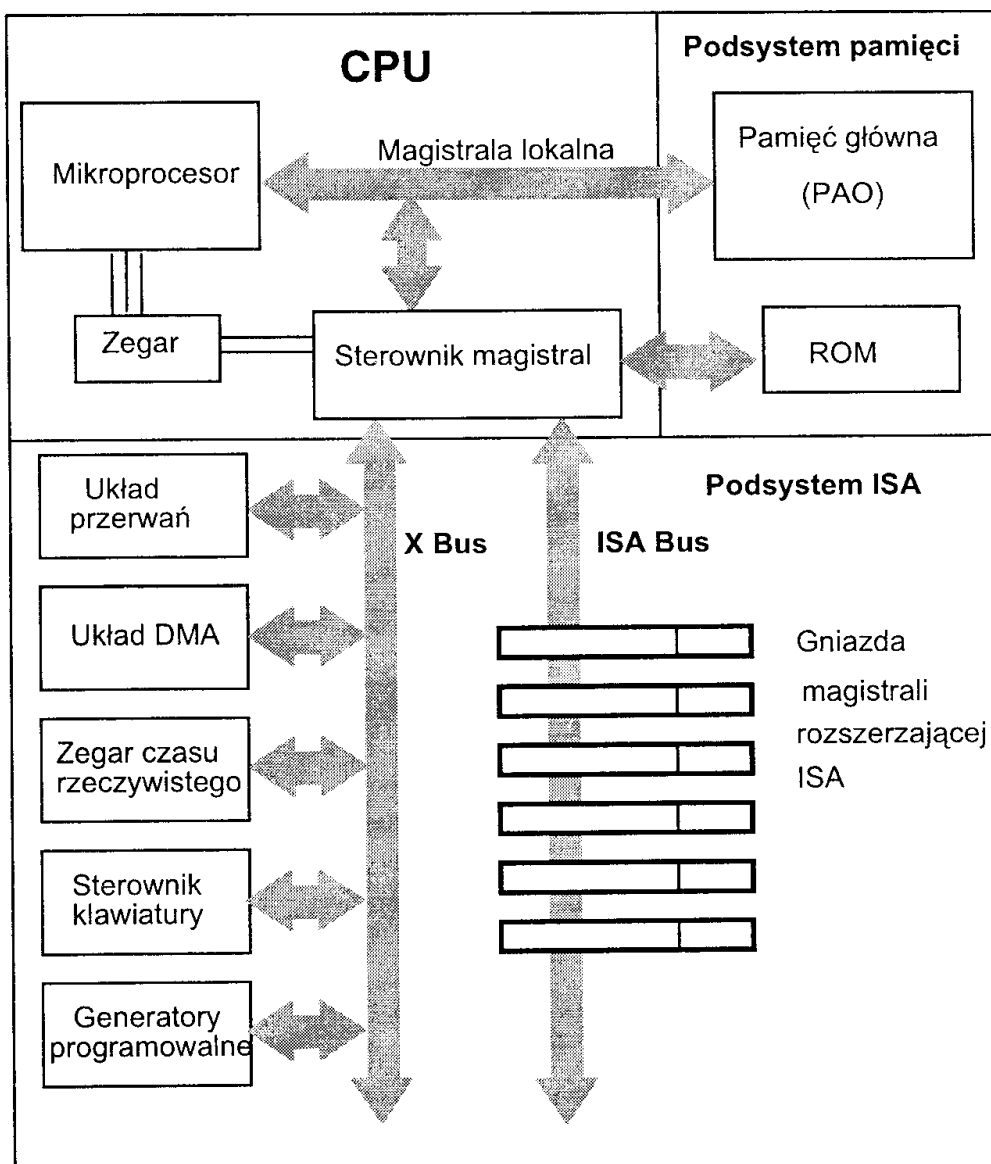 CPU
Podsystem pamięci
Mikroprocesor
Magistrala lokalna
Pamięć główna
(PAO)
Zegar
Sterownik magistral
ROM
Układ
przerwań
Podsystem ISA
X Bus
ISA Bus
Układ DMA
Gniazda
magistrali
rozszerzającej
ISA
Zegar czasu
rzeczywistego
Sterownik
klawiatury
Generatory
programowalne